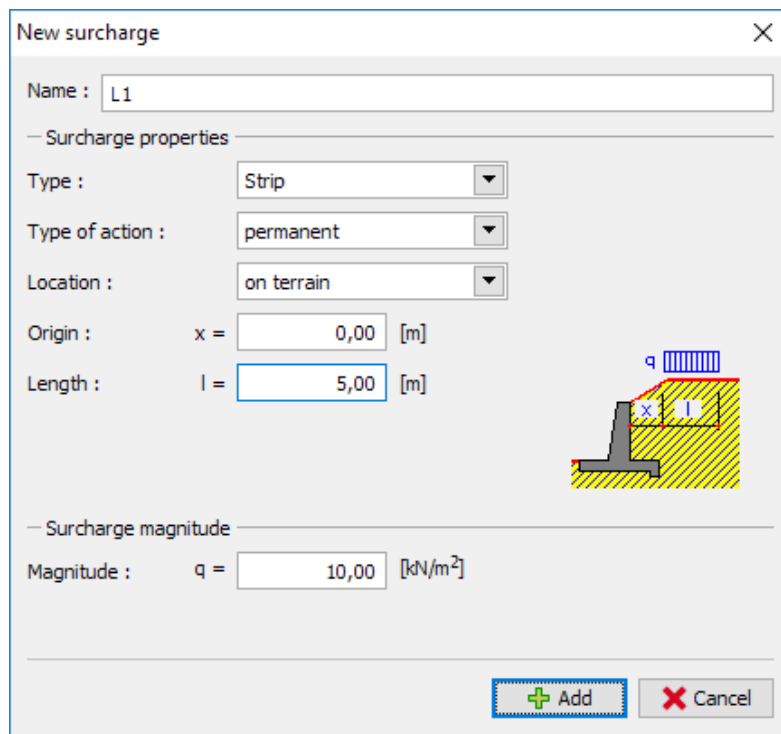 New surcharge
Name : L1
Surcharge properties
Type : Strip
Type of action : permanent
Location : on terrain
Origin : x = 0,00 [m]
Length : l = 5,00 [m]
q
x l
Surcharge magnitude
Magnitude : q = 10,00 [kN/m²]
Add Cancel